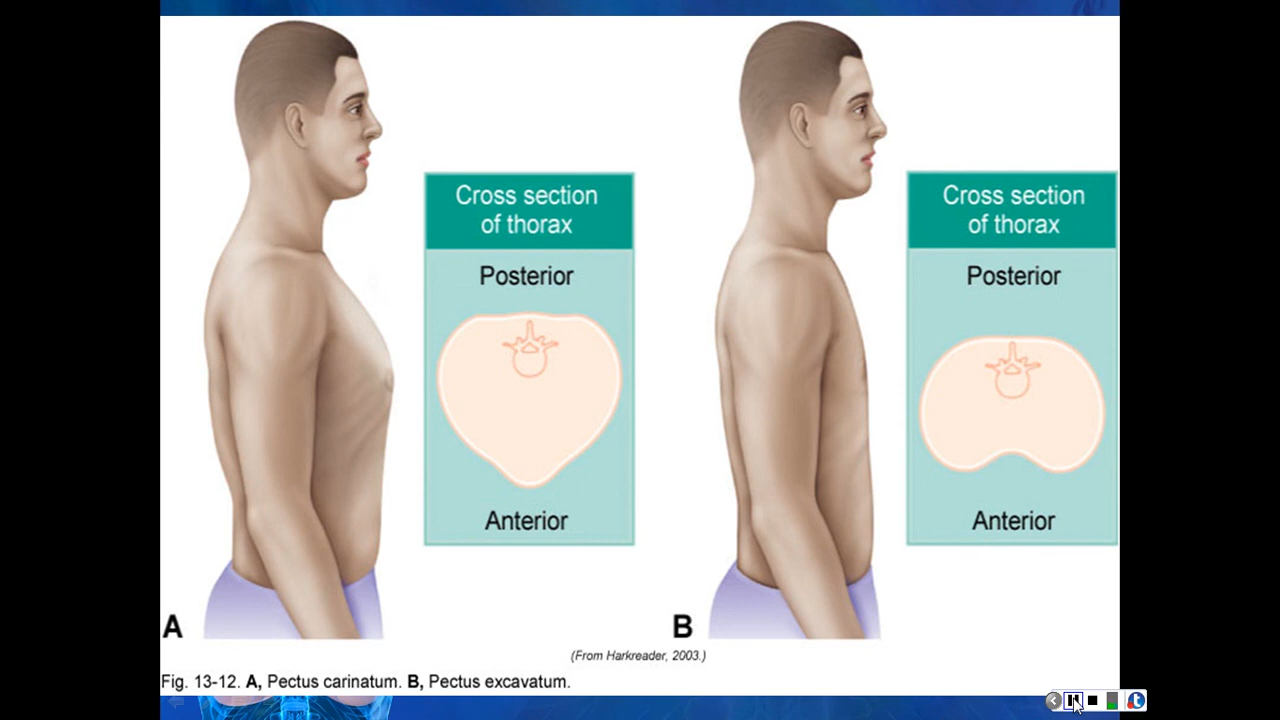 Cross section
of thorax
Posterior
Anterior
A
Cross section
of thorax
Posterior
Anterior
B
(From Harkreader, 2003.)
Fig. 13-12. A, Pectus carinatum. B, Pectus excavatum.
t